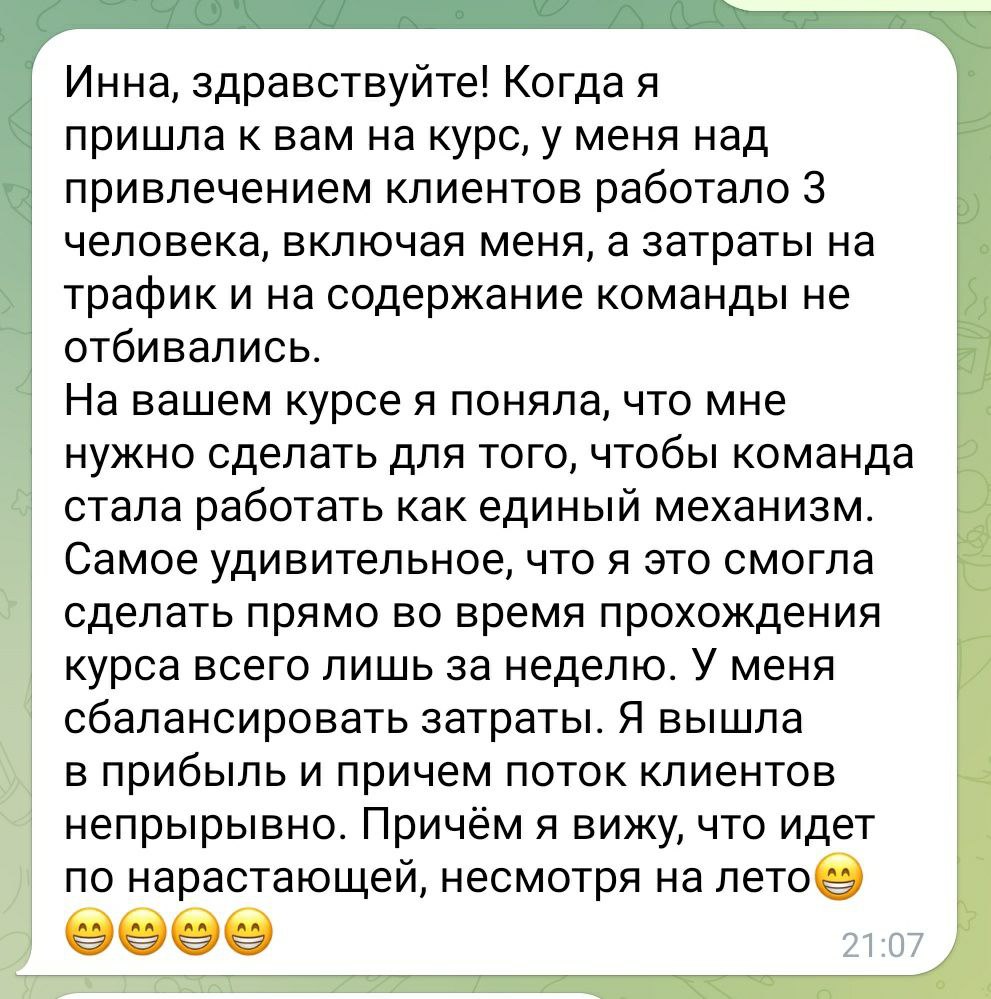 Инна, здравствуйте! Когда я
пришла к вам на курс, у меня над
привлечением клиентов работало 3
человека, включая меня, а затраты на
трафик и на содержание команды не
отбивались.
На вашем курсе я поняла, что мне
нужно сделать для того, чтобы команда
стала работать как единый механизм.
Самое удивительное, что я это смогла
сделать прямо во время прохождения
курса всего лишь за неделю. У меня
сбалансировать затраты. Я вышла
в прибыль и причем поток клиентов
непрырывно. Причём я вижу, что идет
по нарастающей, несмотря на лето😁
😁😁😁😁
21:07